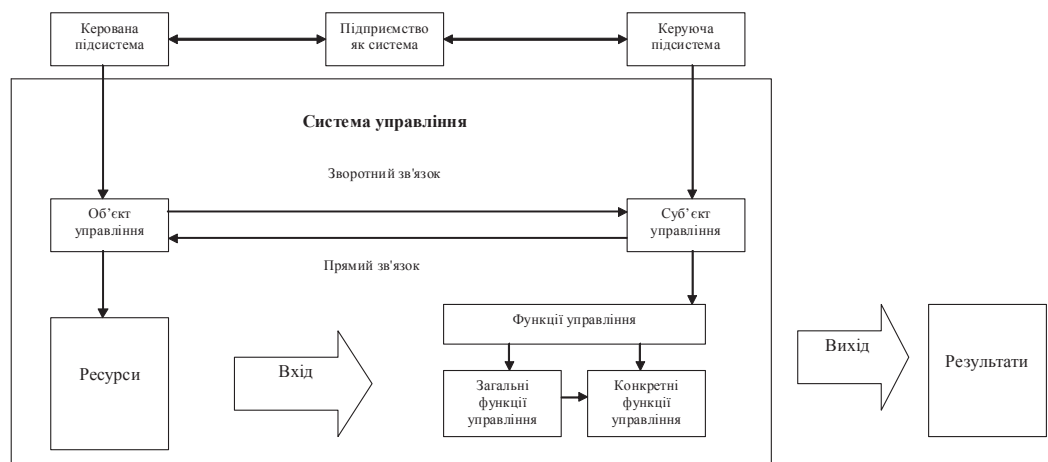 Керована
підсистема
Підприємство
як система
Керуюча
підсистема
Система управління
Зворотний зв'язок
Об’єкт
управління
Суб’єкт
управління
Прямий зв'язок
Функції управління
Ресурси
Вхід
Загальні
функції
управління
Конкретні
функції
управління
Вихід
Результати